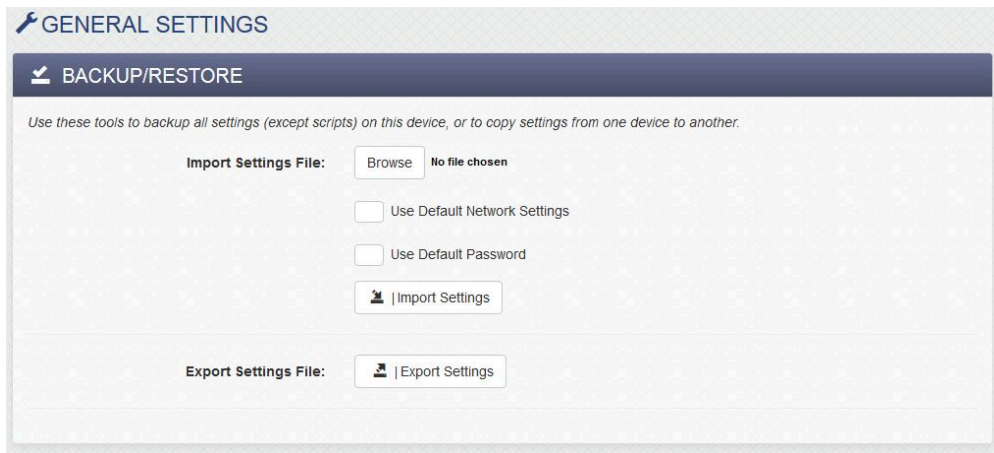 GENERAL SETTINGS
BACKUP/RESTORE
Use these tools to backup all settings (except scripts) on this device, or to copy settings from one device to another.
Import Settings File: Browse No file chosen
Use Default Network Settings
Use Default Password
| Import Settings
Export Settings File: | Export Settings